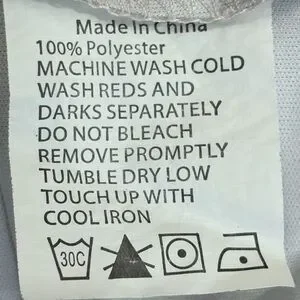 Made In China
100% Polyester
MACHINE WASH COLD
WASH REDS AND
DARKS SEPARATELY
DO NOT BLEACH
REMOVE PROMPTLY
TUMBLE DRY LOW
TOUCH UP WITH
COOL IRON
30C